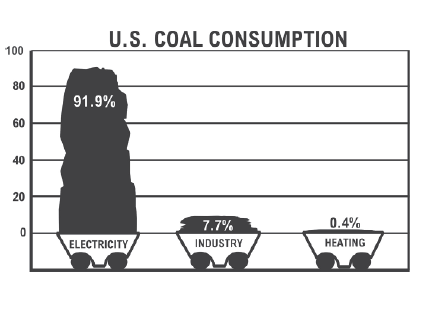 U.S. COAL CONSUMPTION
100
80
60
40
20
0
91.9%
7.7%
0.4%
ELECTRICITY
INDUSTRY
HEATING